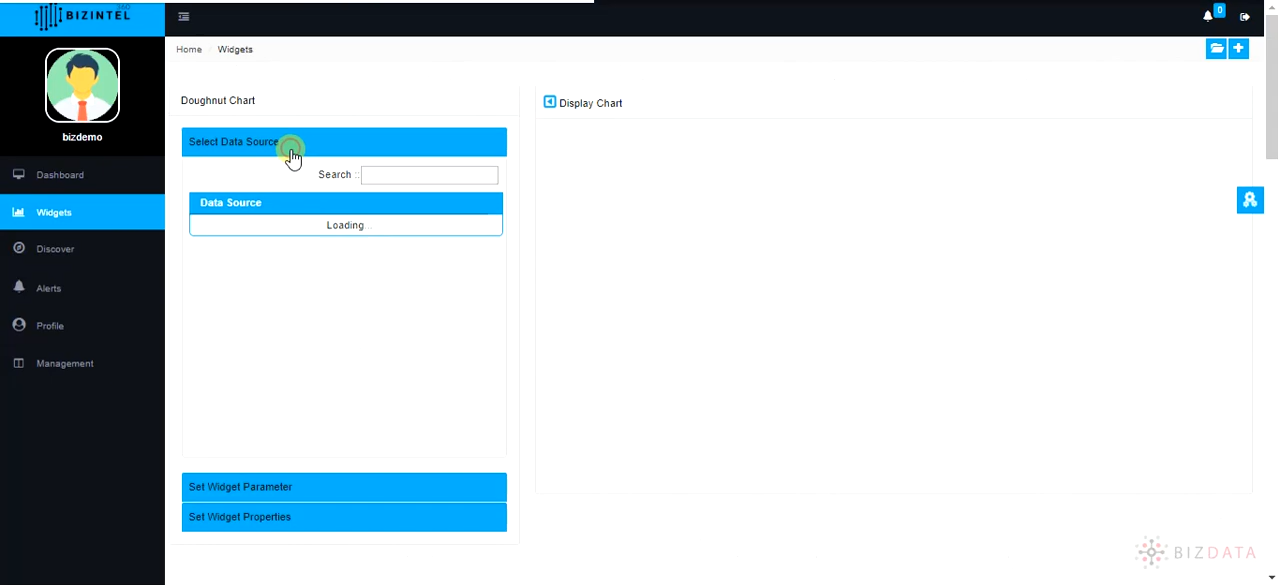 360
BIZINTEL
0
Home Widgets
bizdemo
Doughnut Chart
Display Chart
Select Data Source
Search ::
Data Source
Loading...
Dashboard
Widgets
Discover
Alerts
Profile
Management
Set Widget Parameter
Set Widget Properties
BIZDATA